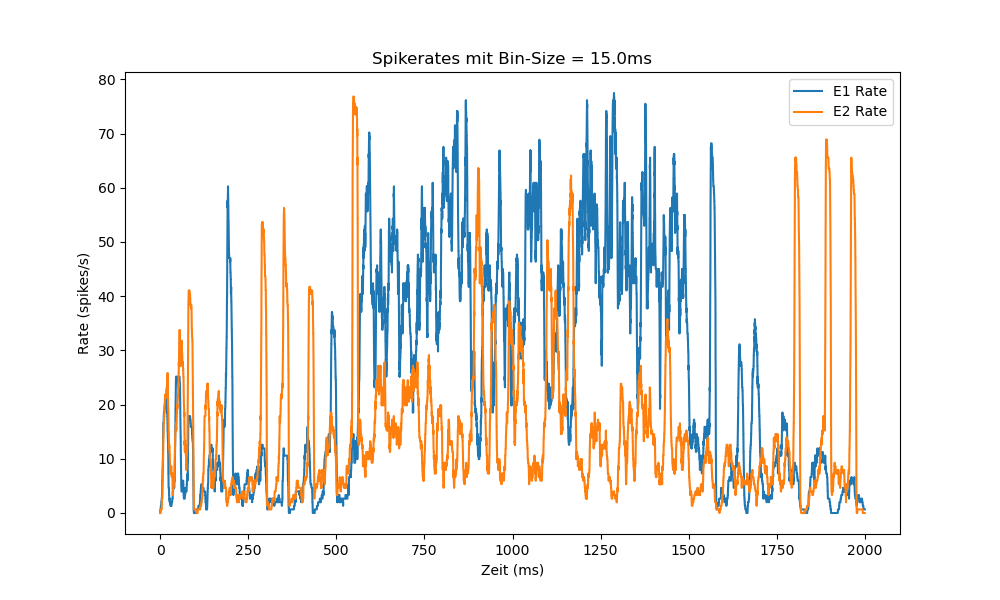 Spikerates mit Bin-Size = 15.0ms
E1 Rate
E2 Rate
Rate (spikes/s)
80
70
60
50
40
30
20
10
0
0 250 500 750 1000 1250 1500 1750 2000
Zeit (ms)